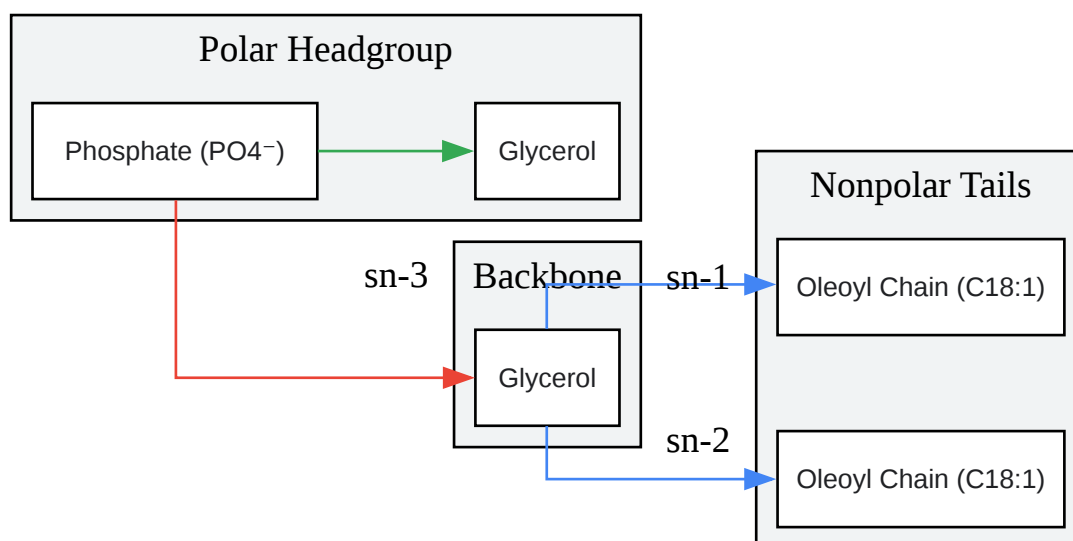 Polar Headgroup
Phosphate (PO4⁻)
Glycerol
Nonpolar Tails
sn-3
Backbone
sn-1
Oleoyl Chain (C18:1)
Glycerol
sn-2
Oleoyl Chain (C18:1)